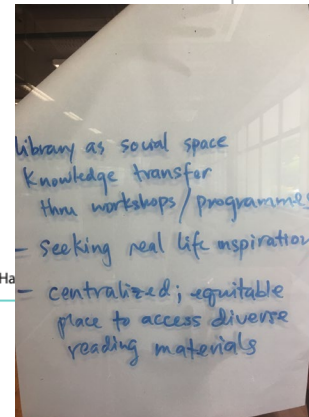 Library as social space
Knowledge transfer
thru workshops/programmes
- Seeking real life inspiration
Ha
- centralized; equitable
place to access diverse
reading materials